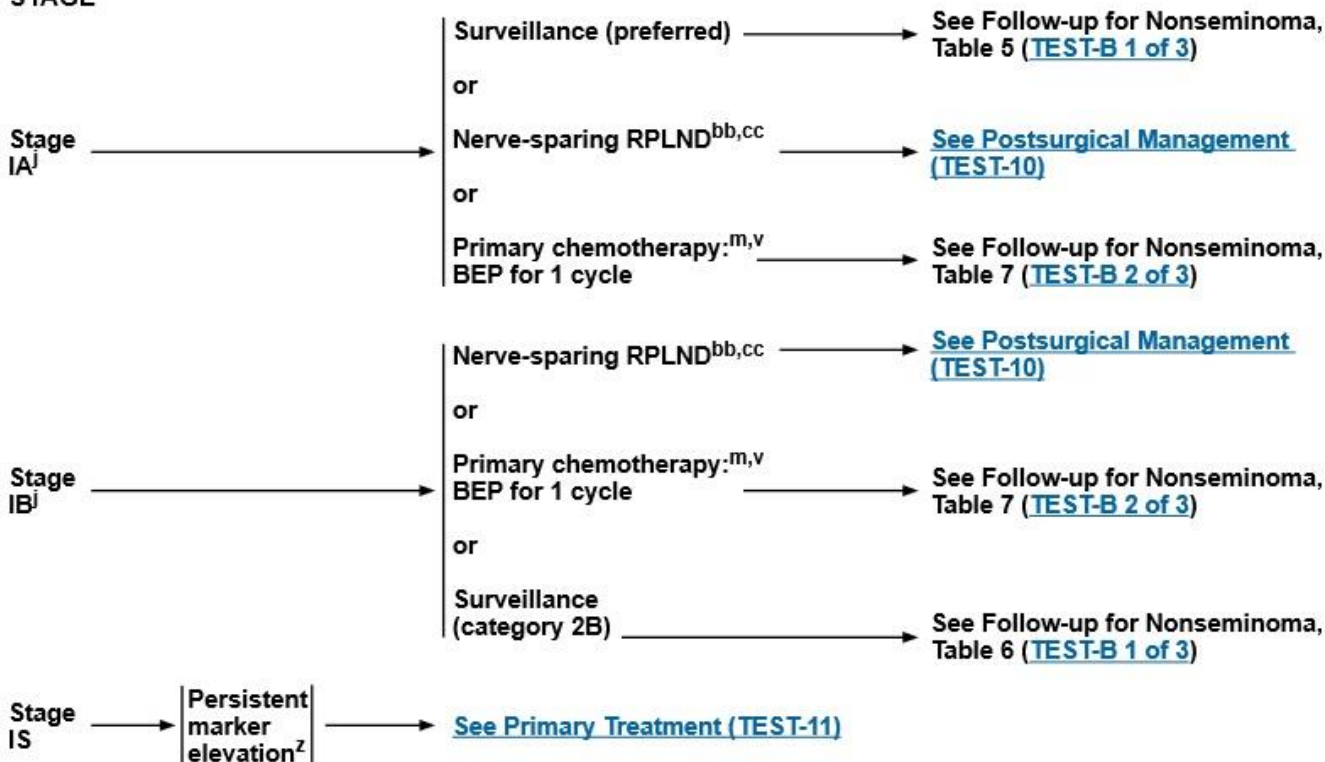 STAGE
Surveillance (preferred)
See Follow-up for Nonseminoma,
Table 5 (TEST-B 1 of 3)
or
Stage
IAj
Nerve-sparing RPLNDbb,cc
See Postsurgical Management
(TEST-10)
or
Primary chemotherapy:m,v
BEP for 1 cycle
See Follow-up for Nonseminoma,
Table 7 (TEST-B 2 of 3)
Nerve-sparing RPLNDbb,cc
See Postsurgical Management
(TEST-10)
or
Stage
IBj
Primary chemotherapy:m,v
BEP for 1 cycle
See Follow-up for Nonseminoma,
Table 7 (TEST-B 2 of 3)
or
Surveillance
(category 2B)
See Follow-up for Nonseminoma,
Table 6 (TEST-B 1 of 3)
Stage
IS
Persistent
marker
elevationz
See Primary Treatment (TEST-11)